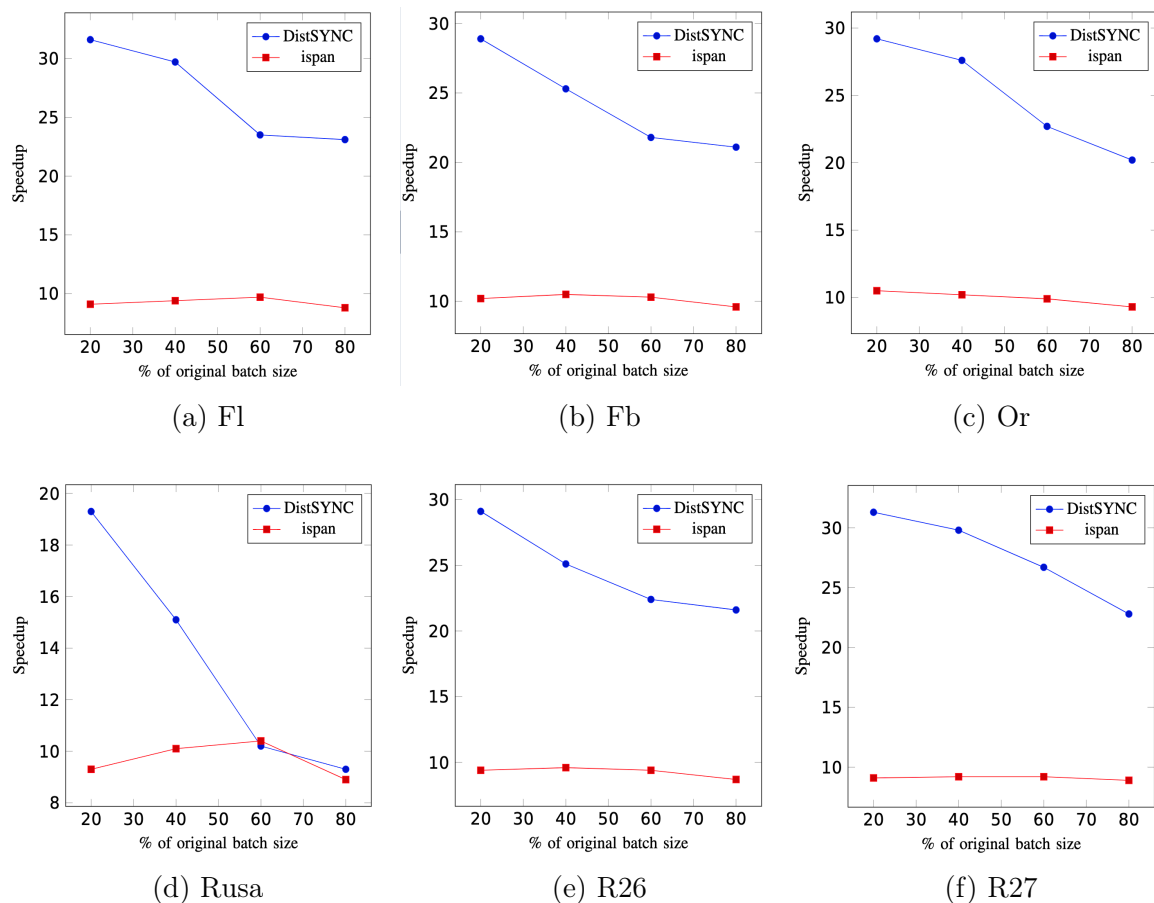 DistSYNC
ispan
30
25
20
15
10
Speedup
20 30 40 50 60 70 80
% of original batch size
(a) Fl
DistSYNC
ispan
30
25
20
15
10
Speedup
20 30 40 50 60 70 80
% of original batch size
(b) Fb
DistSYNC
ispan
30
25
20
15
10
Speedup
20 30 40 50 60 70 80
% of original batch size
(c) Or
DistSYNC
ispan
20
18
16
14
12
10
8
Speedup
20 30 40 50 60 70 80
% of original batch size
(d) Rusa
DistSYNC
ispan
30
25
20
15
10
Speedup
20 30 40 50 60 70 80
% of original batch size
(e) R26
DistSYNC
ispan
30
25
20
15
10
Speedup
20 30 40 50 60 70 80
% of original batch size
(f) R27